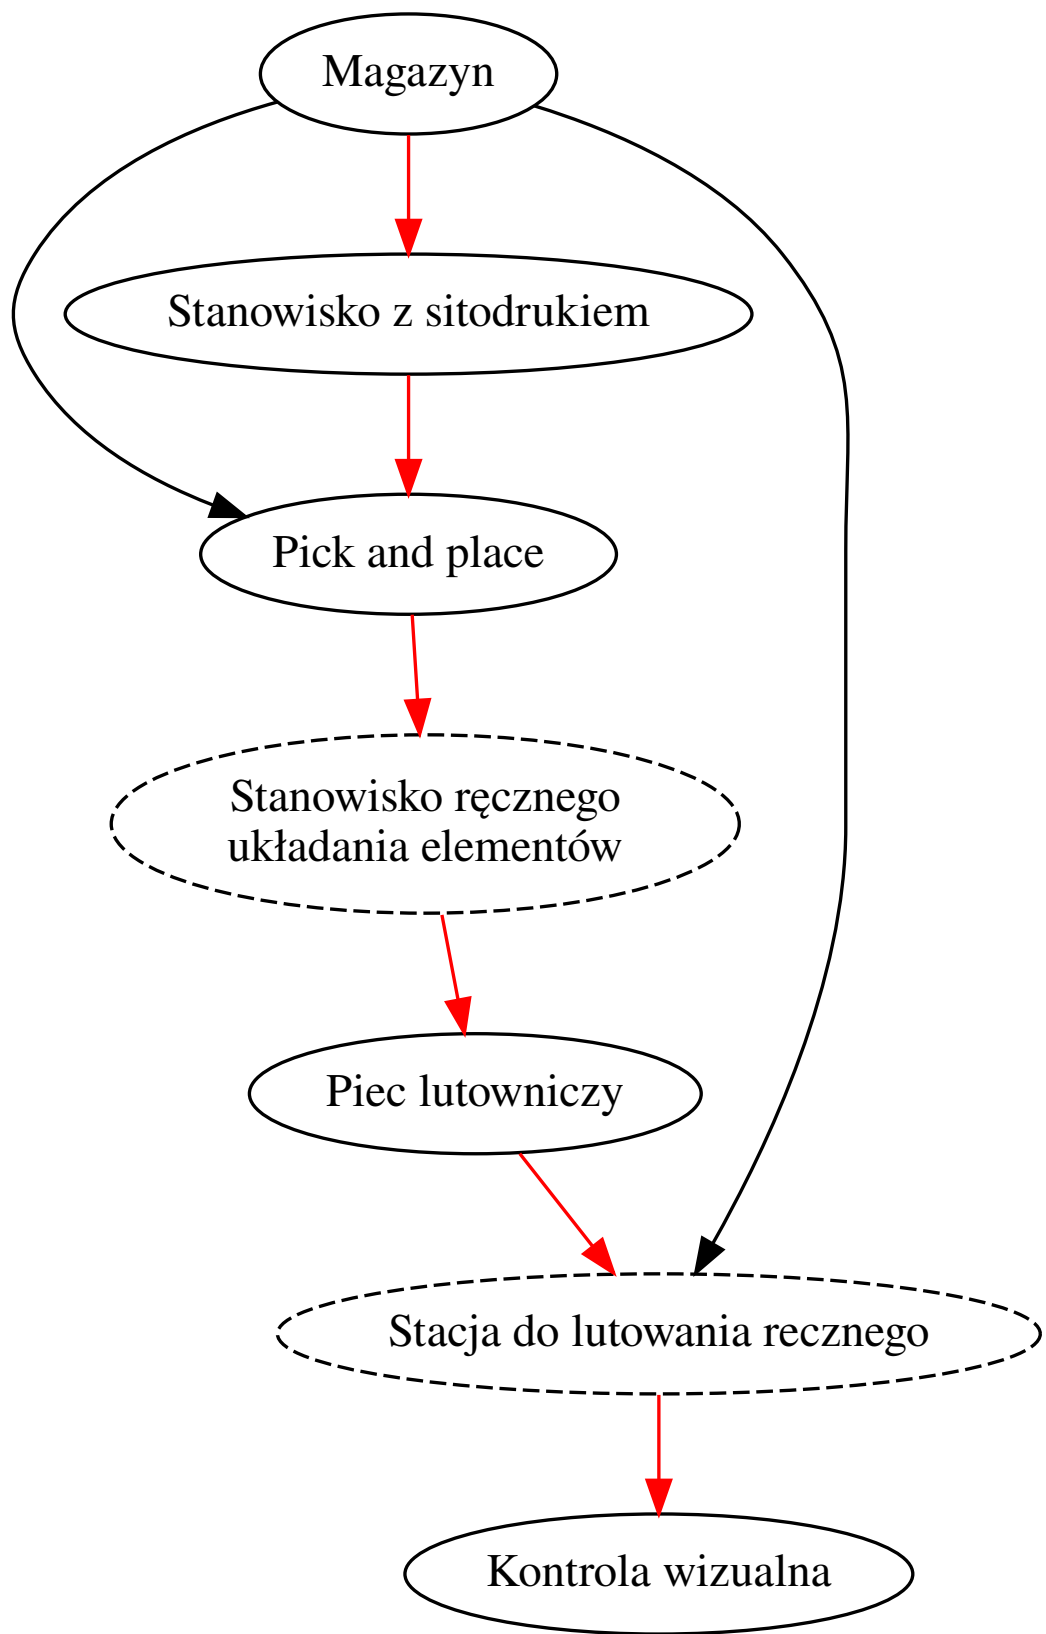 Magazyn
Stanowisko z sitodrukiem
Pick and place
Stanowisko ręcznego
układania elementów
Piec lutowniczy
Stacja do lutowania recznego
Kontrola wizualna